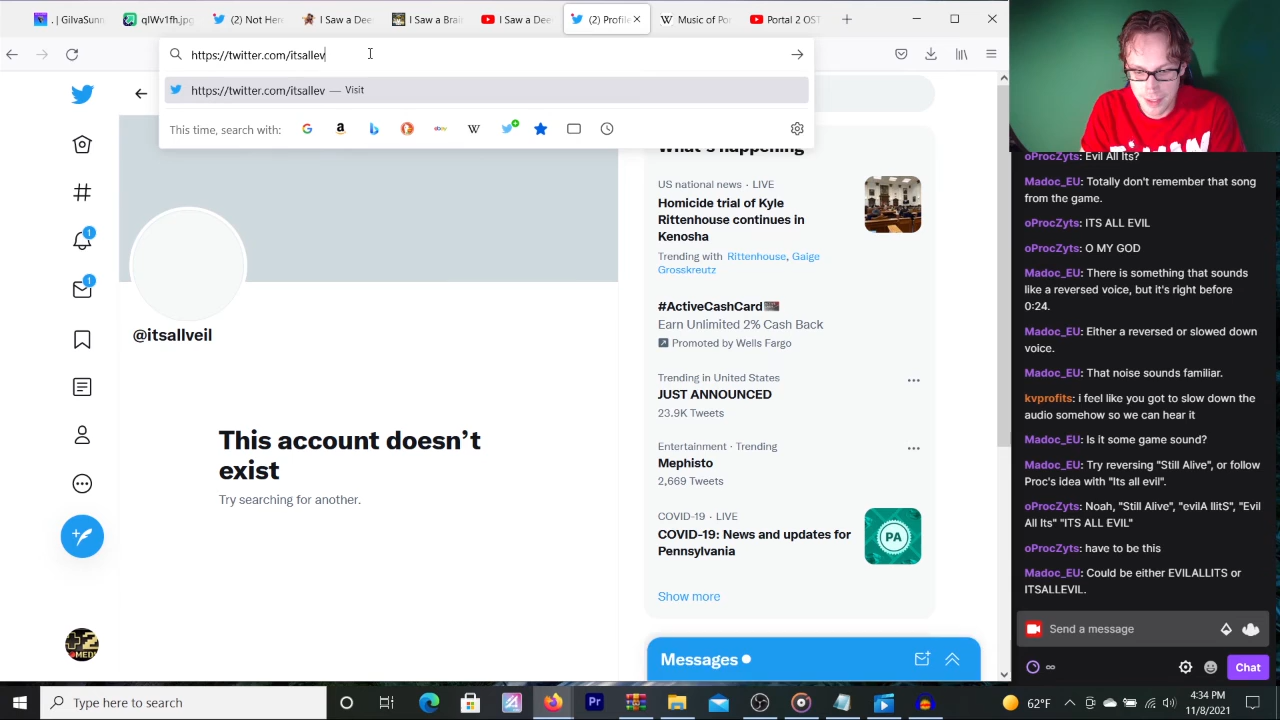 . | GilvaSunn
qIWv1fh.jpg
(2) Not Here
I Saw a Dee
I Saw a Brai
I Saw a Dee
(2) Profile
W Music of Por
Portal 2 OST
https://twitter.com/itsallev
https://twitter.com/itsallev — Visit
This time, search with:
What's happening
US national news · LIVE
Homicide trial of Kyle
Rittenhouse continues in
Kenosha
Trending with Rittenhouse, Gaige
Grosskreutz
#ActiveCashCard
Earn Unlimited 2% Cash Back
Promoted by Wells Fargo
Trending in United States
JUST ANNOUNCED
23.9K Tweets
Entertainment · Trending
Mephisto
2,669 Tweets
COVID-19 · LIVE
COVID-19: News and updates for
Pennsylvania
PA
Show more
Messages
1
1
@itsallveil
This account doesn't
exist
Try searching for another.
oProcZyts: Evil All Its?
Madoc_EU: Totally don't remember that song
from the game.
oProcZyts: ITS ALL EVIL
oProcZyts: O MY GOD
Madoc_EU: There is something that sounds
like a reversed voice, but it's right before
0:24.
Madoc_EU: Either a reversed or slowed down
voice.
Madoc_EU: That noise sounds familiar.
kvprofits: i feel like you got to slow down the
audio somehow so we can hear it
Madoc_EU: Is it some game sound?
Madoc_EU: Try reversing "Still Alive", or follow
Proc's idea with "Its all evil".
oProcZyts: Noah, "Still Alive", "evilA llitS", "Evil
All Its" "ITS ALL EVIL"
oProcZyts: have to be this
Madoc_EU: Could be either EVILALLITS or
ITSALLEVIL.
Send a message
∞
Chat
Type here to search
Pr
62°F
4:34 PM
11/8/2021